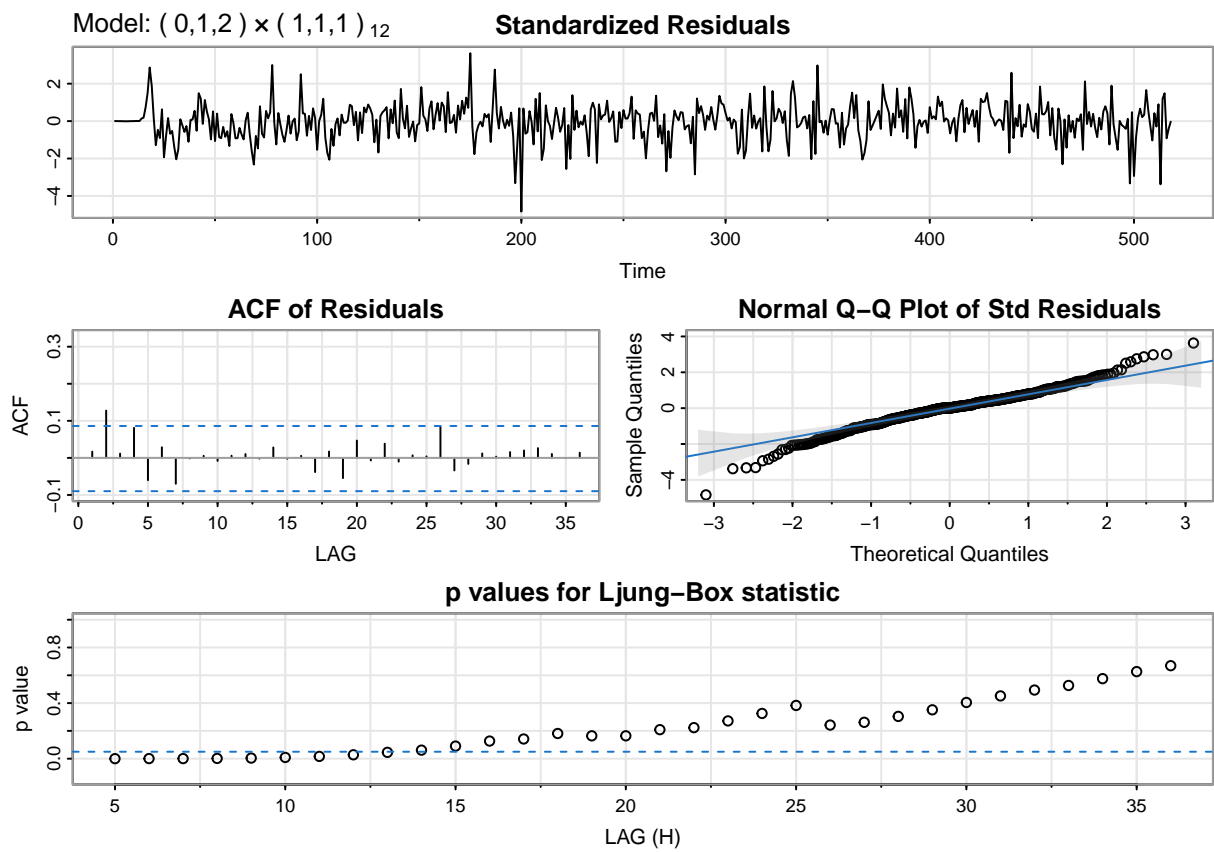 Model: ( 0,1,2 ) × ( 1,1,1 ) 12
Standardized Residuals
2
0
−2
−4
0 100 200 300 400 500
Time
ACF of Residuals
0.3
0.1
−0.1
ACF
0 5 10 15 20 25 30 35
LAG
Normal Q−Q Plot of Std Residuals
4
2
0
−4
Sample Quantiles
−3 −2 −1 0 1 2 3
Theoretical Quantiles
p values for Ljung−Box statistic
0.8
0.4
0.0
p value
5 10 15 20 25 30 35
LAG (H)